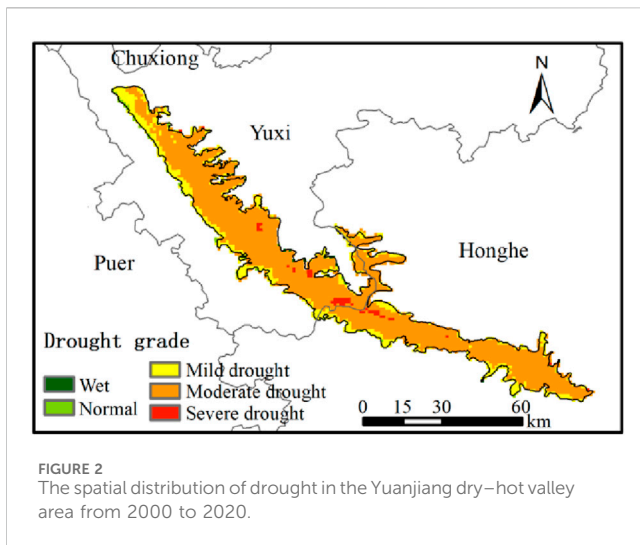 Chuxiong
N
Yuxi
Honghe
Puer
Drought grade
Wet
Normal
Mild drought
Moderate drought
Severe drought
0 15 30 60
km
FIGURE 2
The spatial distribution of drought in the Yuanjiang dry–hot valley
area from 2000 to 2020.